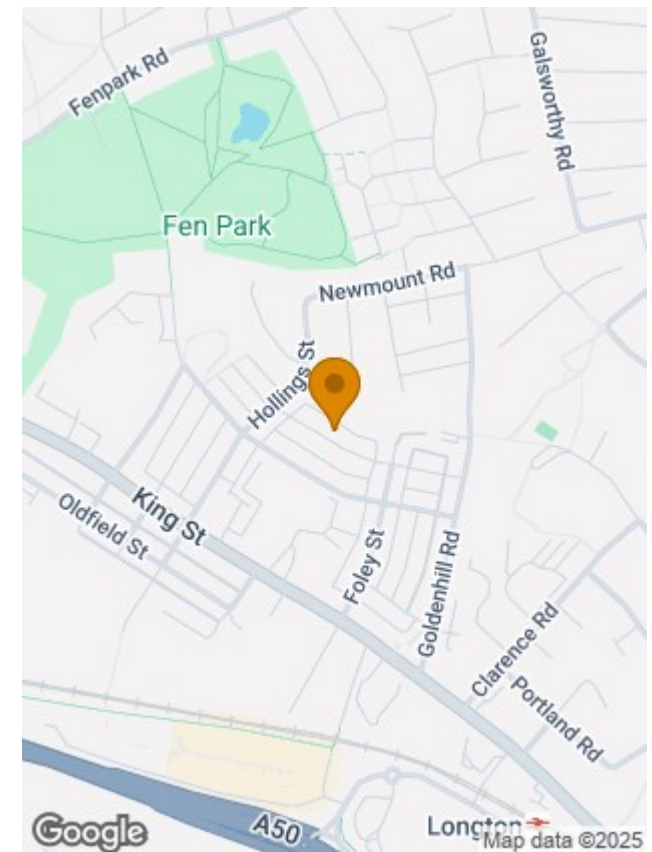 Fenpark Rd
Galsworthy Rd
Fen Park
Newmount Rd
Hollings St
King St
Oldfield St
Foley St
Goldenhill Rd
Clarence Rd
Portland Rd
A50
Longton
Google
Map data ©2025